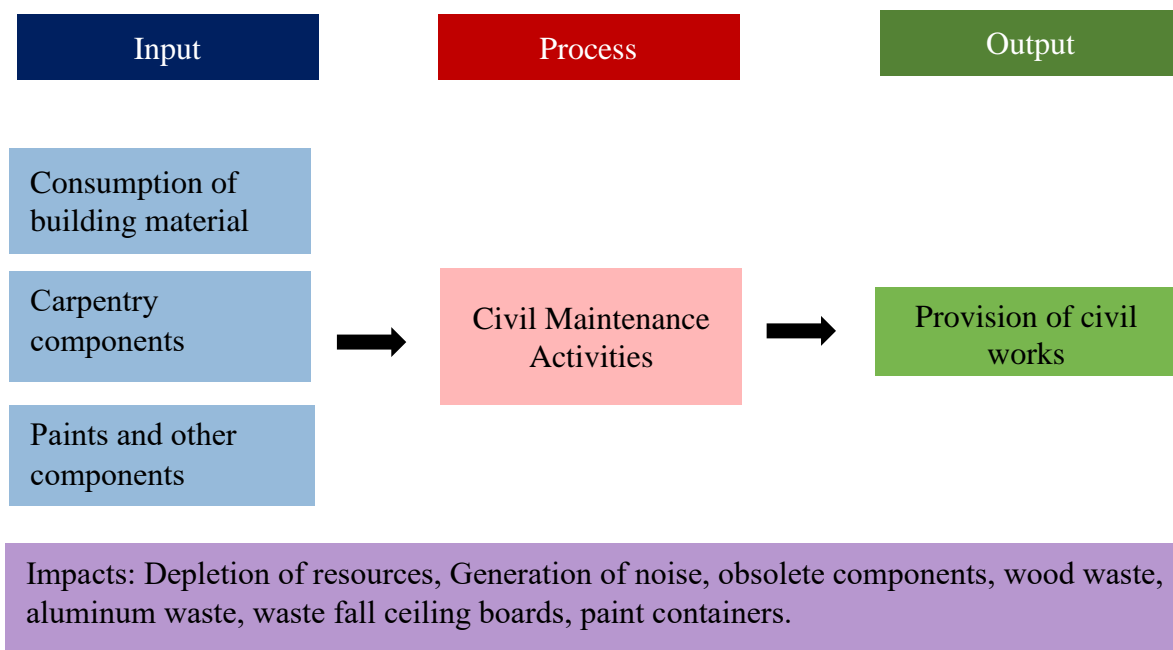 Input
Process
Output
Consumption of
building material
Carpentry
components
Paints and other
components
Civil Maintenance
Activities
Provision of civil
works
Impacts: Depletion of resources, Generation of noise, obsolete components, wood waste,
aluminum waste, waste fall ceiling boards, paint containers.